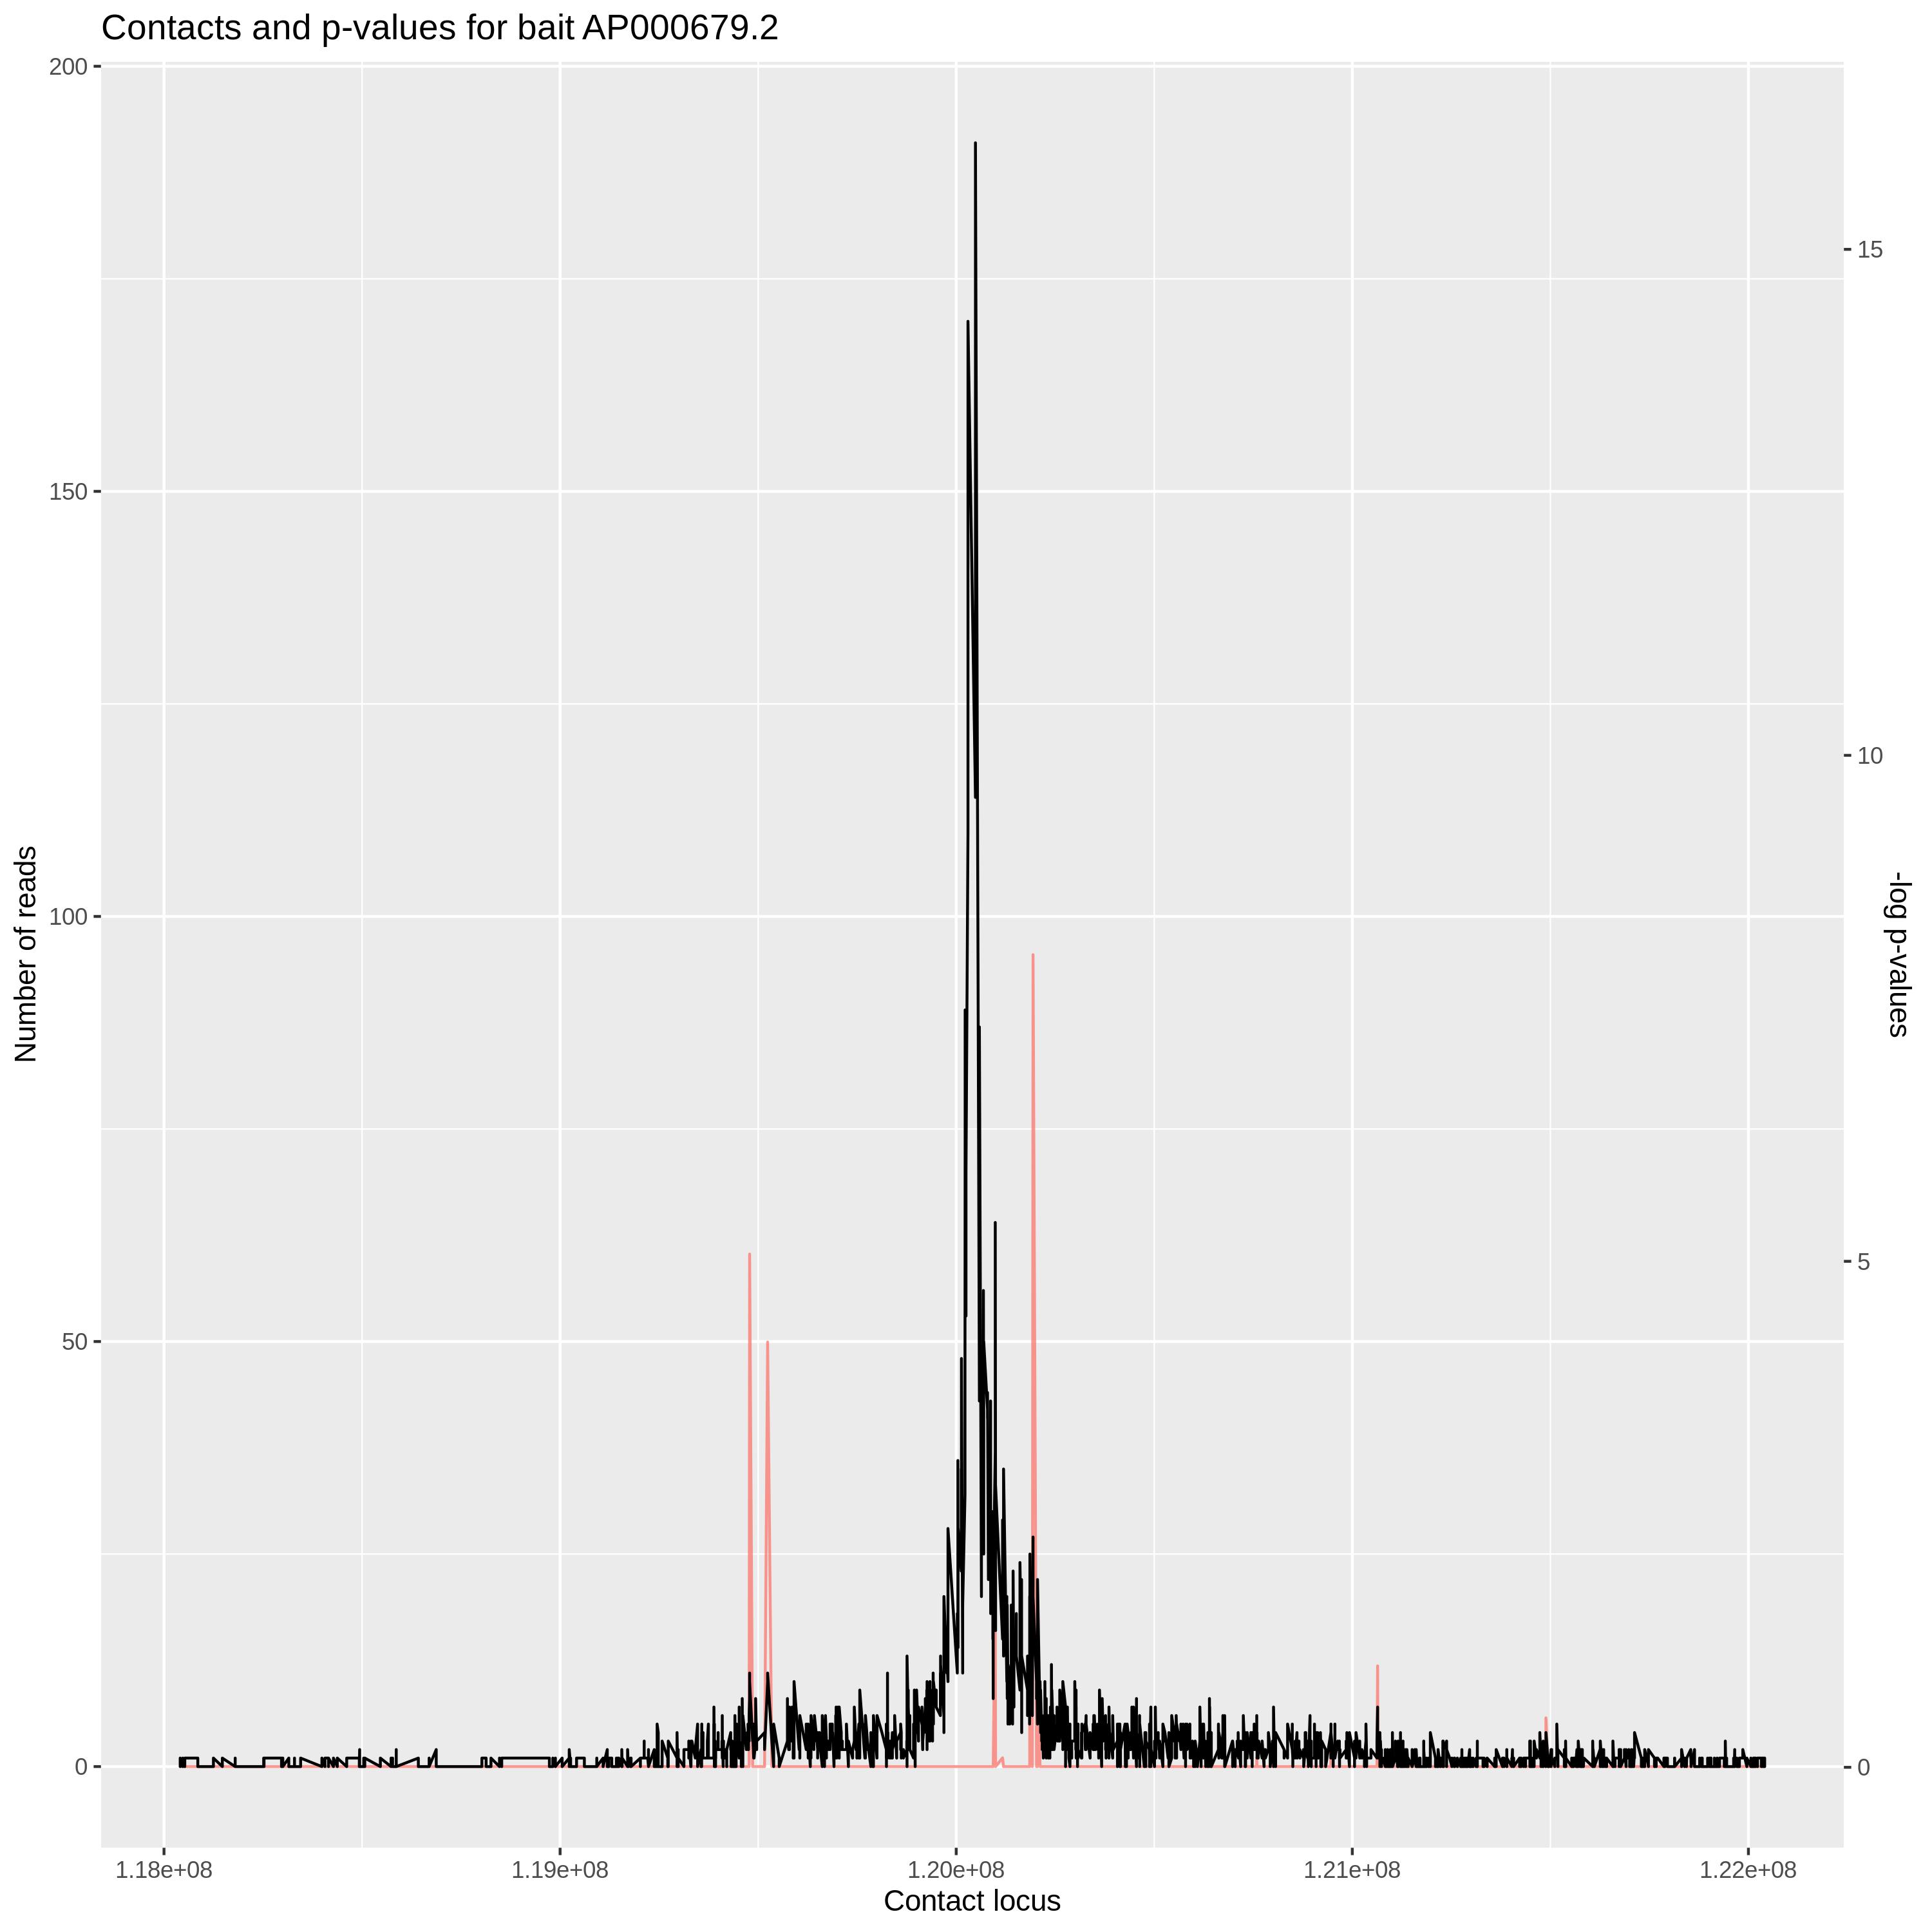 Contacts and p-values for bait AP000679.2
200
150
100
50
0
Number of reads
15
10
5
0
-log p-values
1.18e+08
1.19e+08
1.20e+08
1.21e+08
1.22e+08
Contact locus